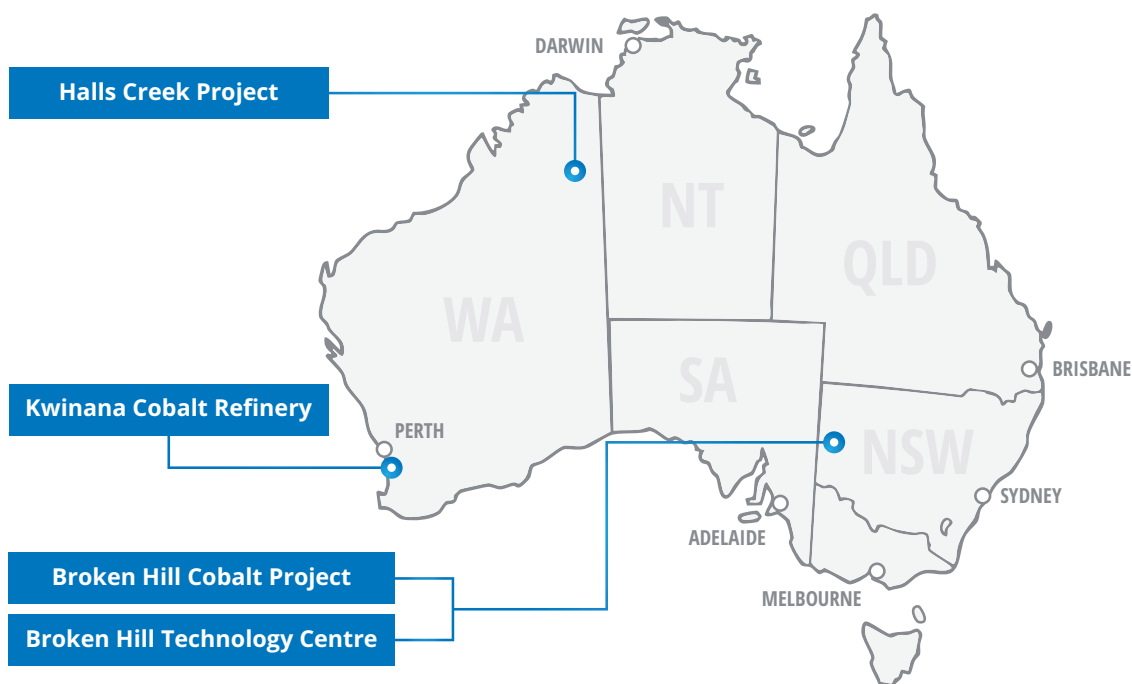 DARWIN
Halls Creek Project
NT
QLD
WA
SA
BRISBANE
Kwinana Cobalt Refinery
PERTH
NSW
SYDNEY
ADELAIDE
Broken Hill Cobalt Project
MELBOURNE
Broken Hill Technology Centre